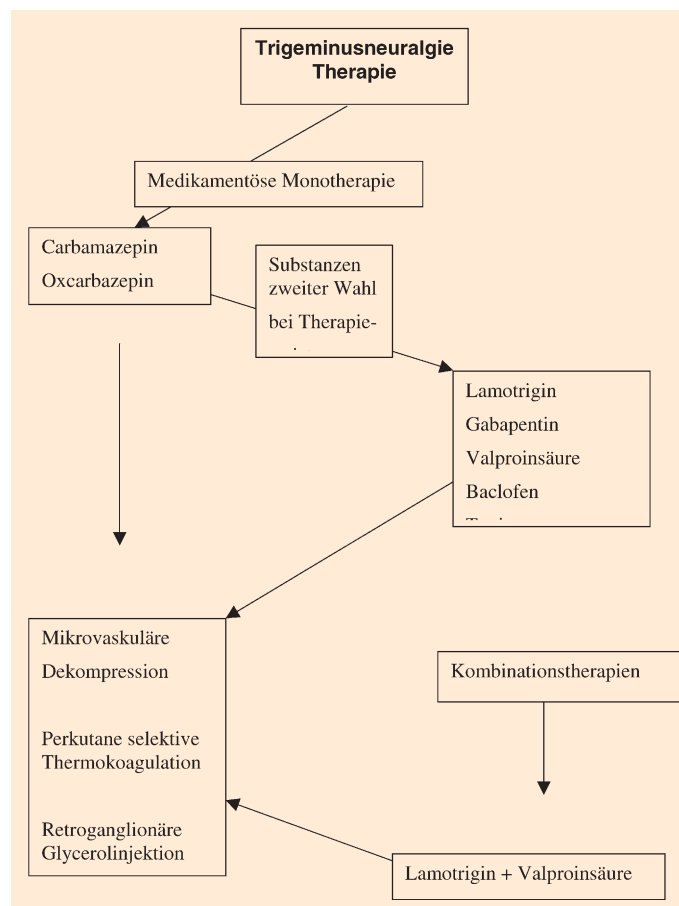 Trigeminusneuralgie
Therapie
Medikamentöse Monotherapie
Carbamazepin
Oxcarbazepin
Substanzen
zweiter Wahl
bei Therapie-
Lamotrigin
Gabapentin
Valproinsäure
Baclofen
Mikrovaskuläre
Dekompression
Perkutane selektive
Thermokoagulation
Retroganglionäre
Glycerolinjektion
Kombinationstherapien
Lamotrigin + Valproinsäure